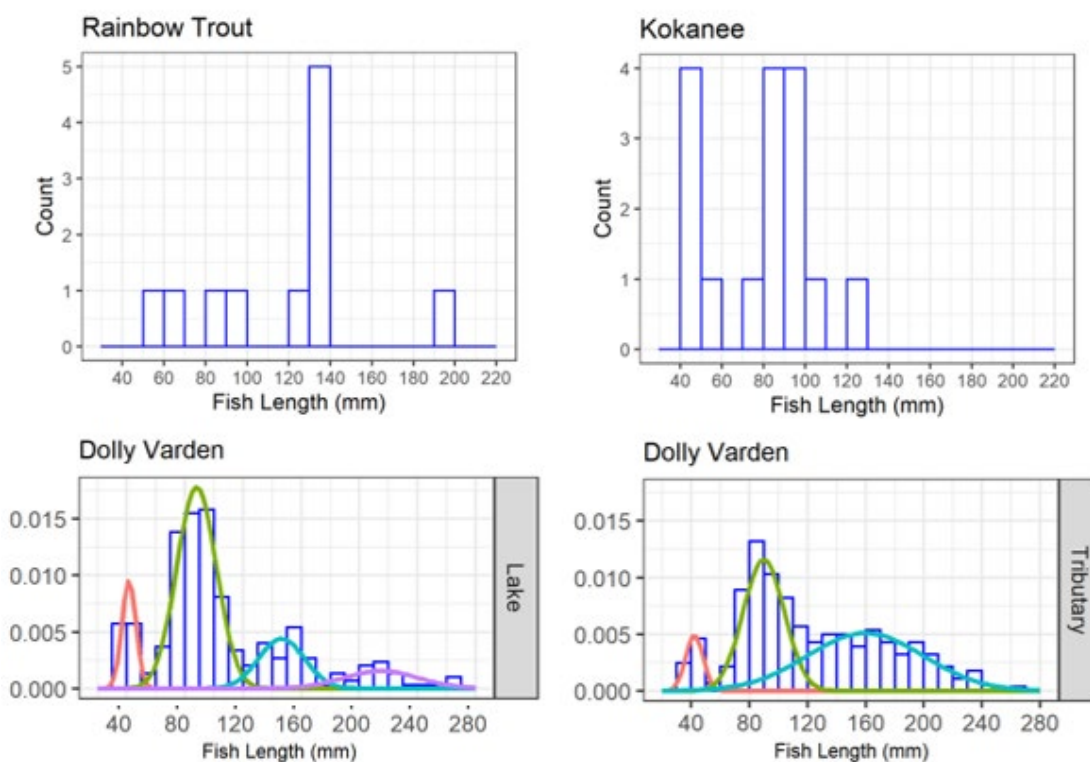 Rainbow Trout
5
4
3
2
1
0
Count
40 60 80 100 120 140 160 180 200 220
Fish Length (mm)
Kokanee
4
3
2
1
0
Count
40 60 80 100 120 140 160 180 200 220
Fish Length (mm)
Dolly Varden
0.015
0.010
0.005
0.000
40 80 120 160 200 240 280
Fish Length (mm)
Lake
Dolly Varden
0.015
0.010
0.005
0.000
40 80 120 160 200 240 280
Fish Length (mm)
Tributary